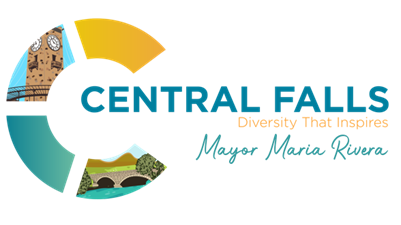 CENTRAL FALLS
Diversity That Inspires
Mayor Maria Rivera